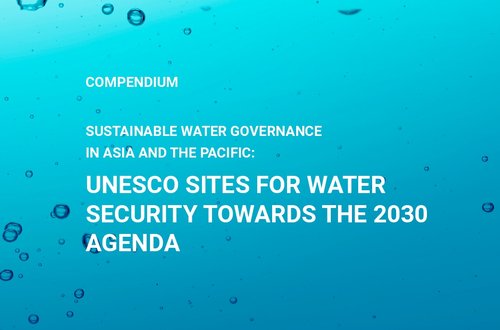 COMPENDIUM
SUSTAINABLE WATER GOVERNANCE
IN ASIA AND THE PACIFIC:
UNESCO SITES FOR WATER
SECURITY TOWARDS THE 2030
AGENDA